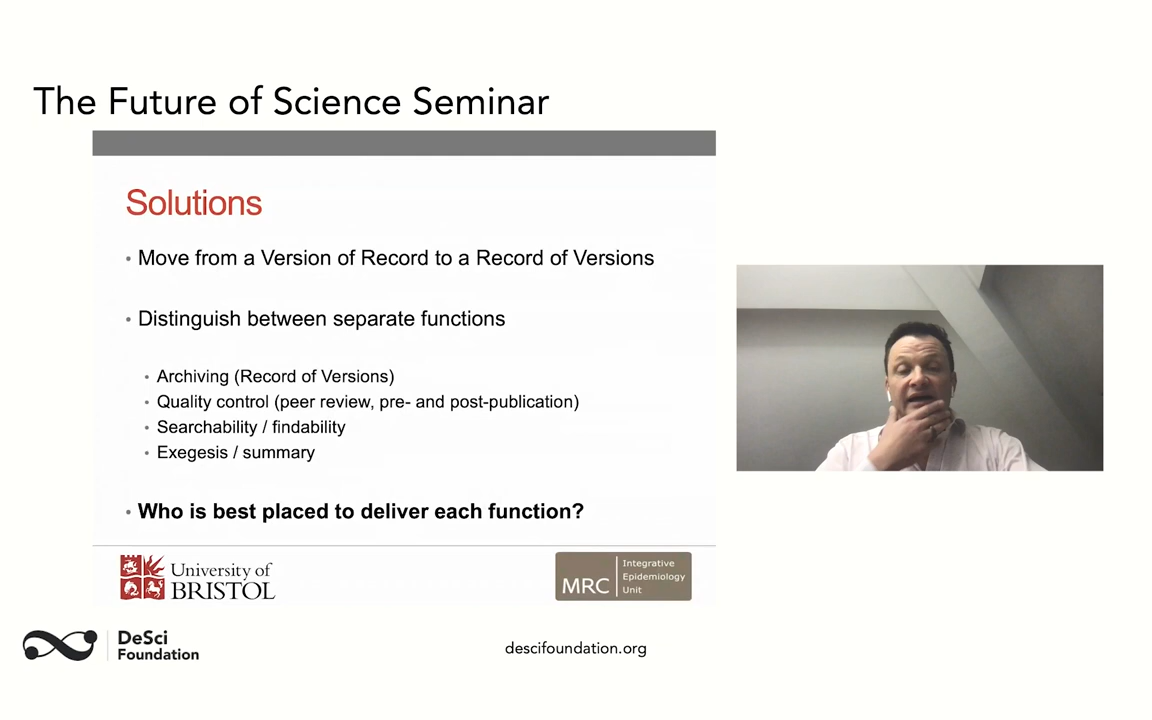 The Future of Science Seminar
Solutions
• Move from a Version of Record to a Record of Versions
• Distinguish between separate functions
• Archiving (Record of Versions)
• Quality control (peer review, pre- and post-publication)
• Searchability / findability
• Exegesis / summary
• Who is best placed to deliver each function?
University of
BRISTOL
MRC
Integrative
Epidemiology
Unit
DeSci
Foundation
descifoundation.org